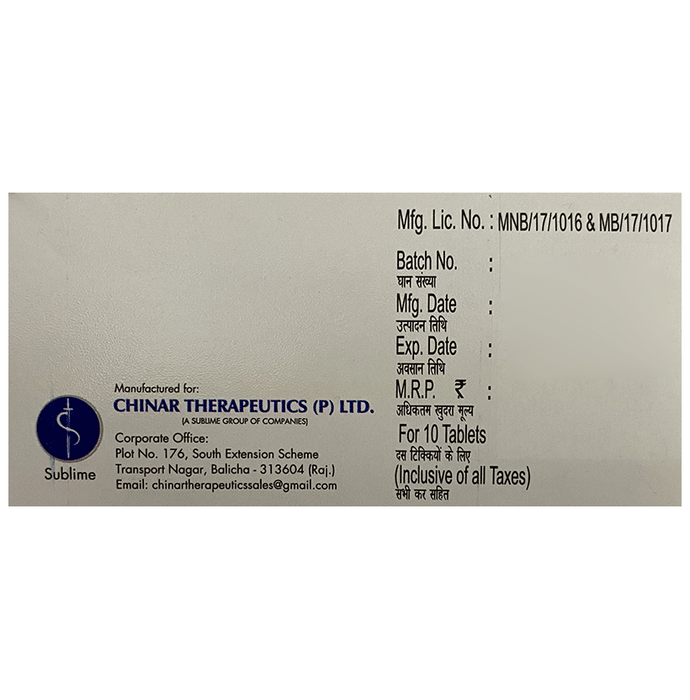 Mfg. Lic. No. : MNB/17/1016 & MB/17/1017
Batch No. :
घान संख्या
Mfg. Date :
उत्पादन तिथि
Exp. Date :
अवसान तिथि
M.R.P. ₹ :
अधिकतम खुदरा मूल्य
For 10 Tablets
दस टिक्कियों के लिए
(Inclusive of all Taxes)
सभी कर सहित
Manufactured for:
CHINAR THERAPEUTICS (P) LTD.
(A SUBLIME GROUP OF COMPANIES)
Corporate Office:
Plot No. 176, South Extension Scheme
Transport Nagar, Balicha - 313604 (Raj.)
Email: chinartherapeuticssales@gmail.com
Sublime